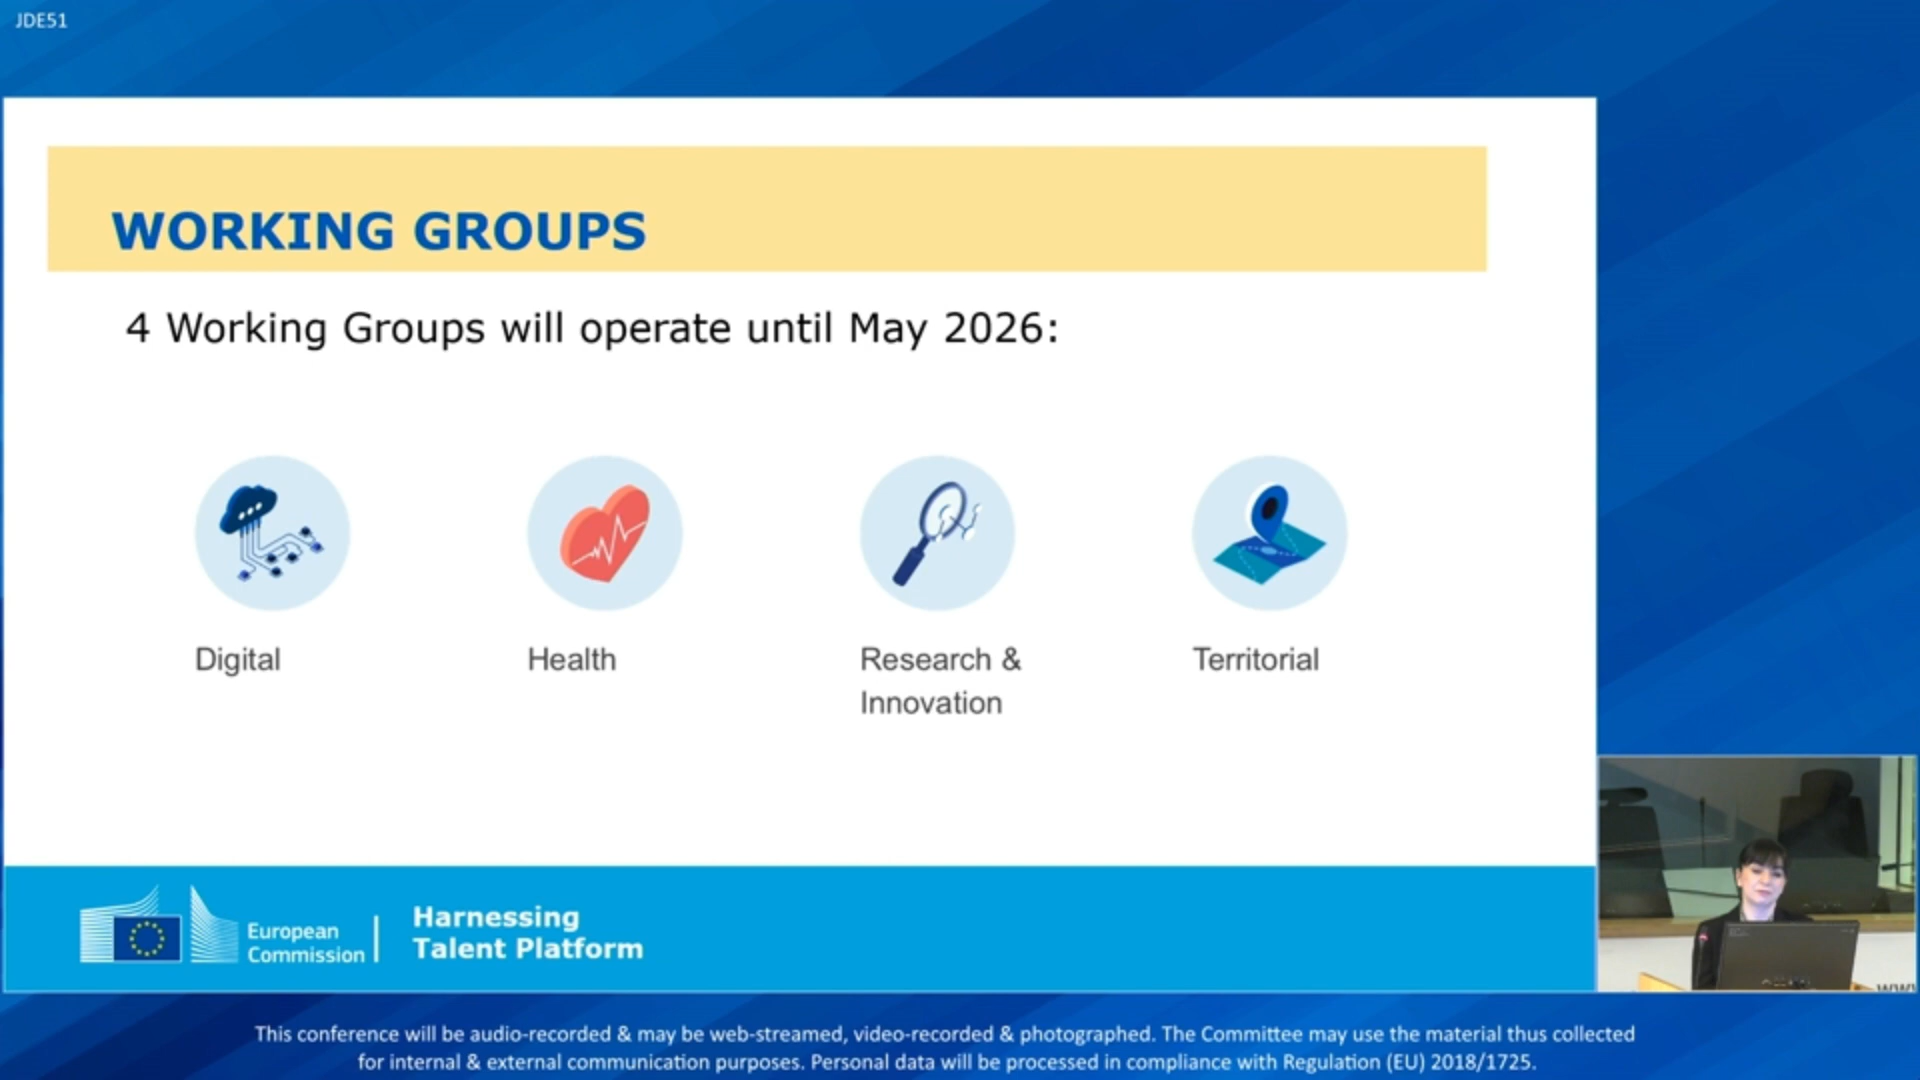 JDE51
WORKING GROUPS
4 Working Groups will operate until May 2026:
Digital
Health
Research &
Innovation
Territorial
European
Commission
Harnessing
Talent Platform
This conference will be audio-recorded & may be web-streamed, video-recorded & photographed. The Committee may use the material thus collected
for internal & external communication purposes. Personal data will be processed in compliance with Regulation (EU) 2018/1725.